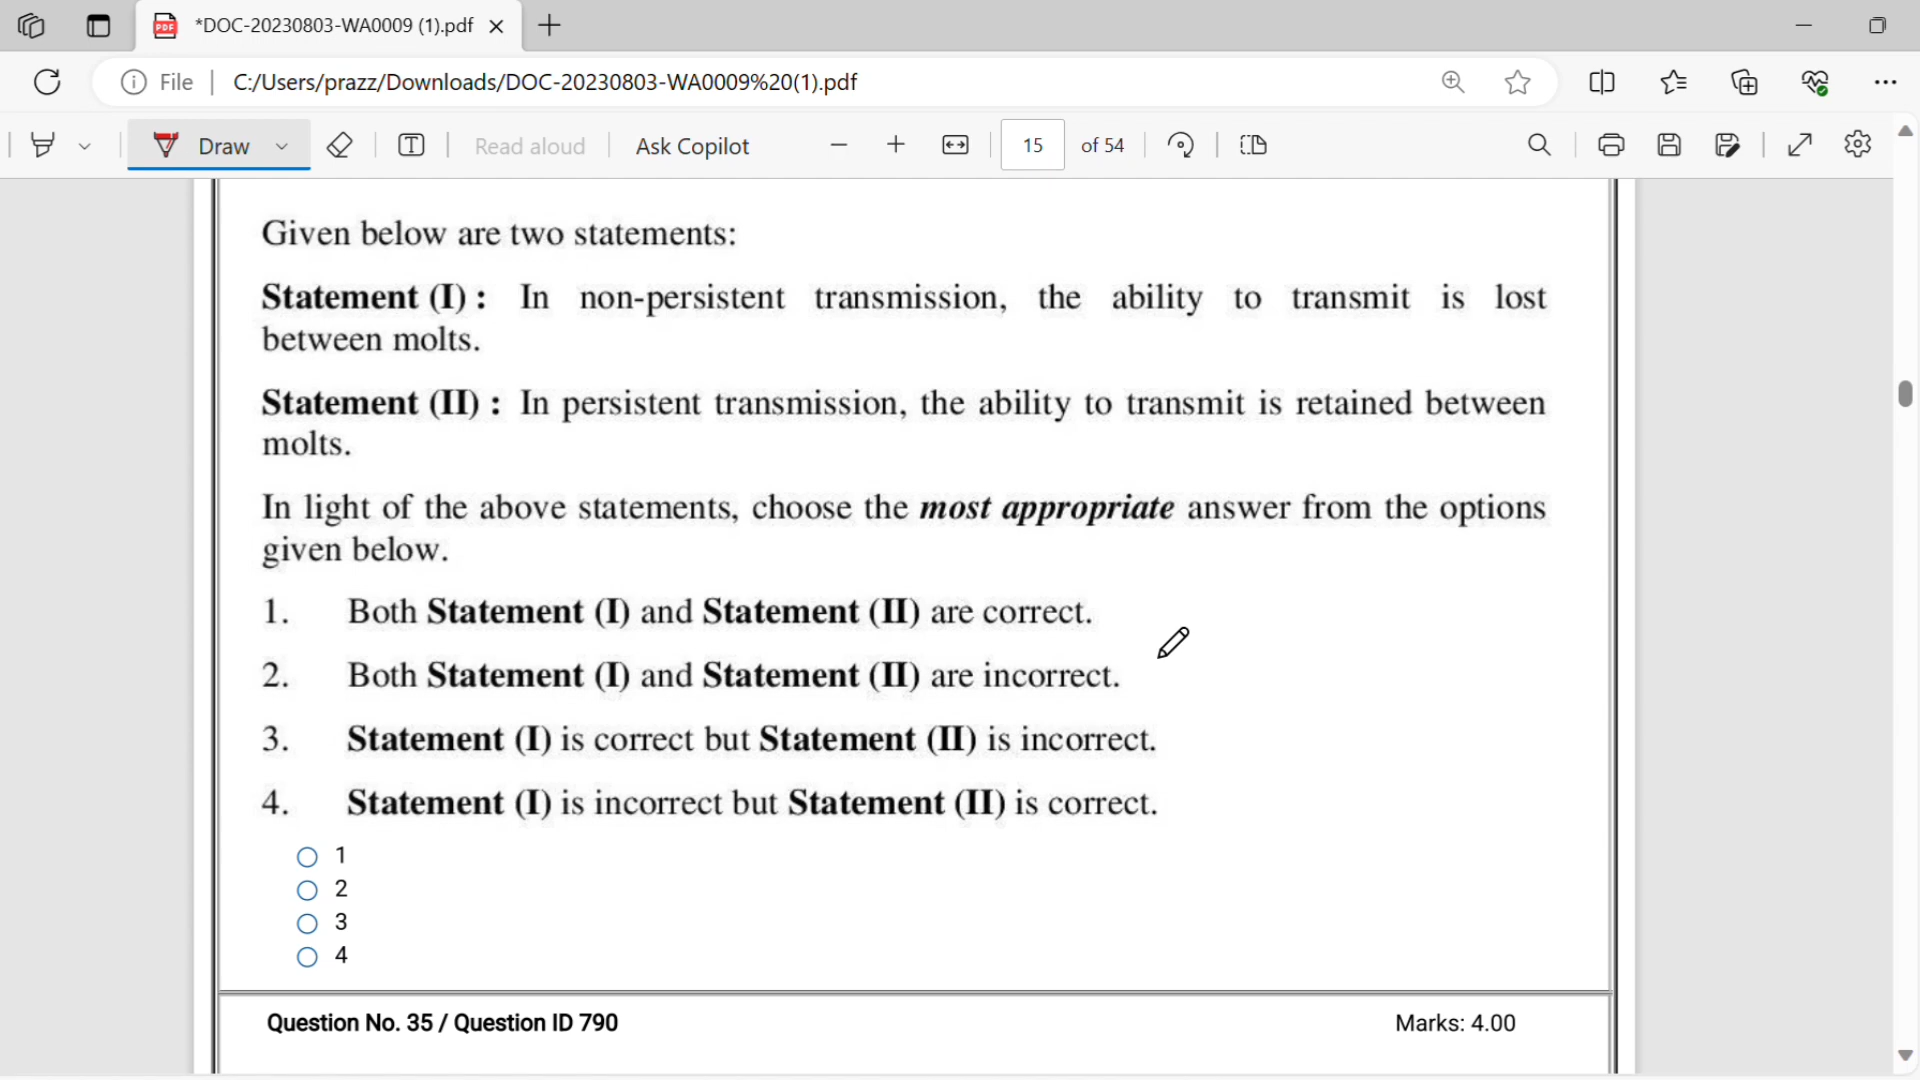 *DOC-20230803-WA0009 (1).pdf
File
C:/Users/prazz/Downloads/DOC-20230803-WA0009%20(1).pdf
Draw
Read aloud
Ask Copilot
15
of 54
Given below are two statements:
Statement (I) : In non-persistent transmission, the ability to transmit is lost
between molts.
Statement (II) : In persistent transmission, the ability to transmit is retained between
molts.
In light of the above statements, choose the most appropriate answer from the options
given below.
1. Both Statement (I) and Statement (II) are correct.
2. Both Statement (I) and Statement (II) are incorrect.
3. Statement (I) is correct but Statement (II) is incorrect.
4. Statement (I) is incorrect but Statement (II) is correct.
1
2
3
4
Question No. 35 / Question ID 790 Marks: 4.00